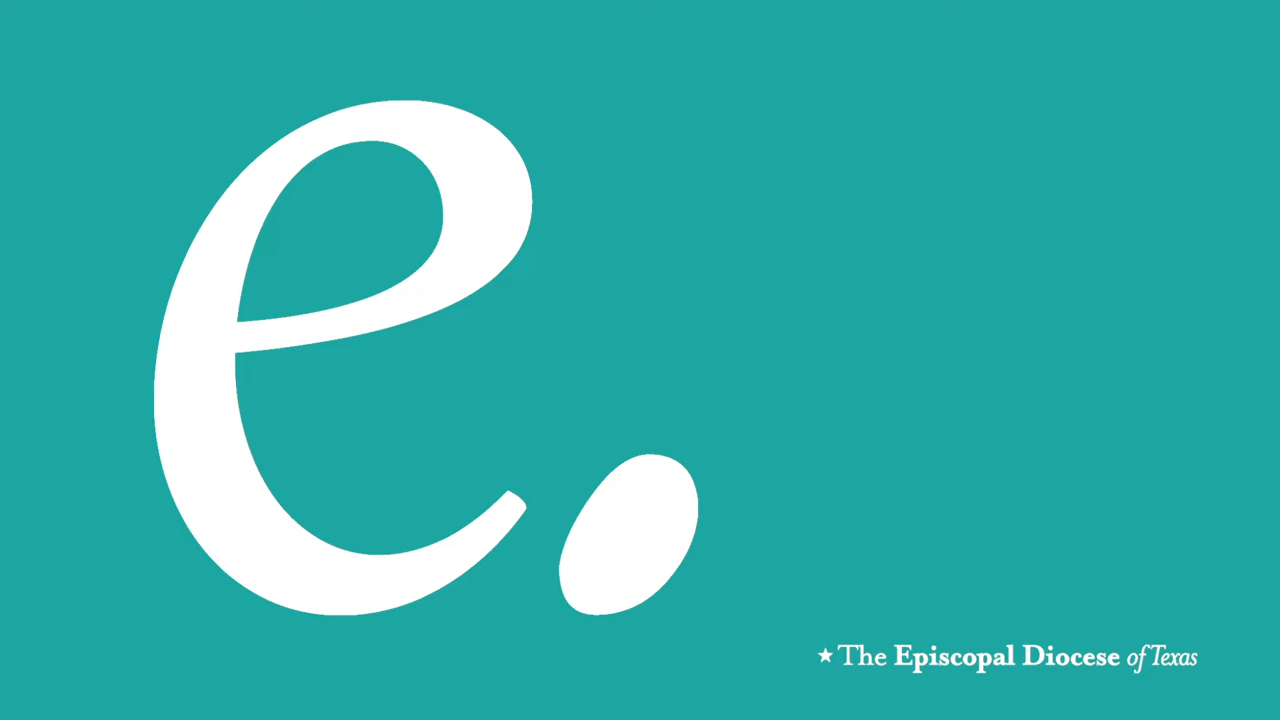 e.
★The Episcopal Diocese of Texas